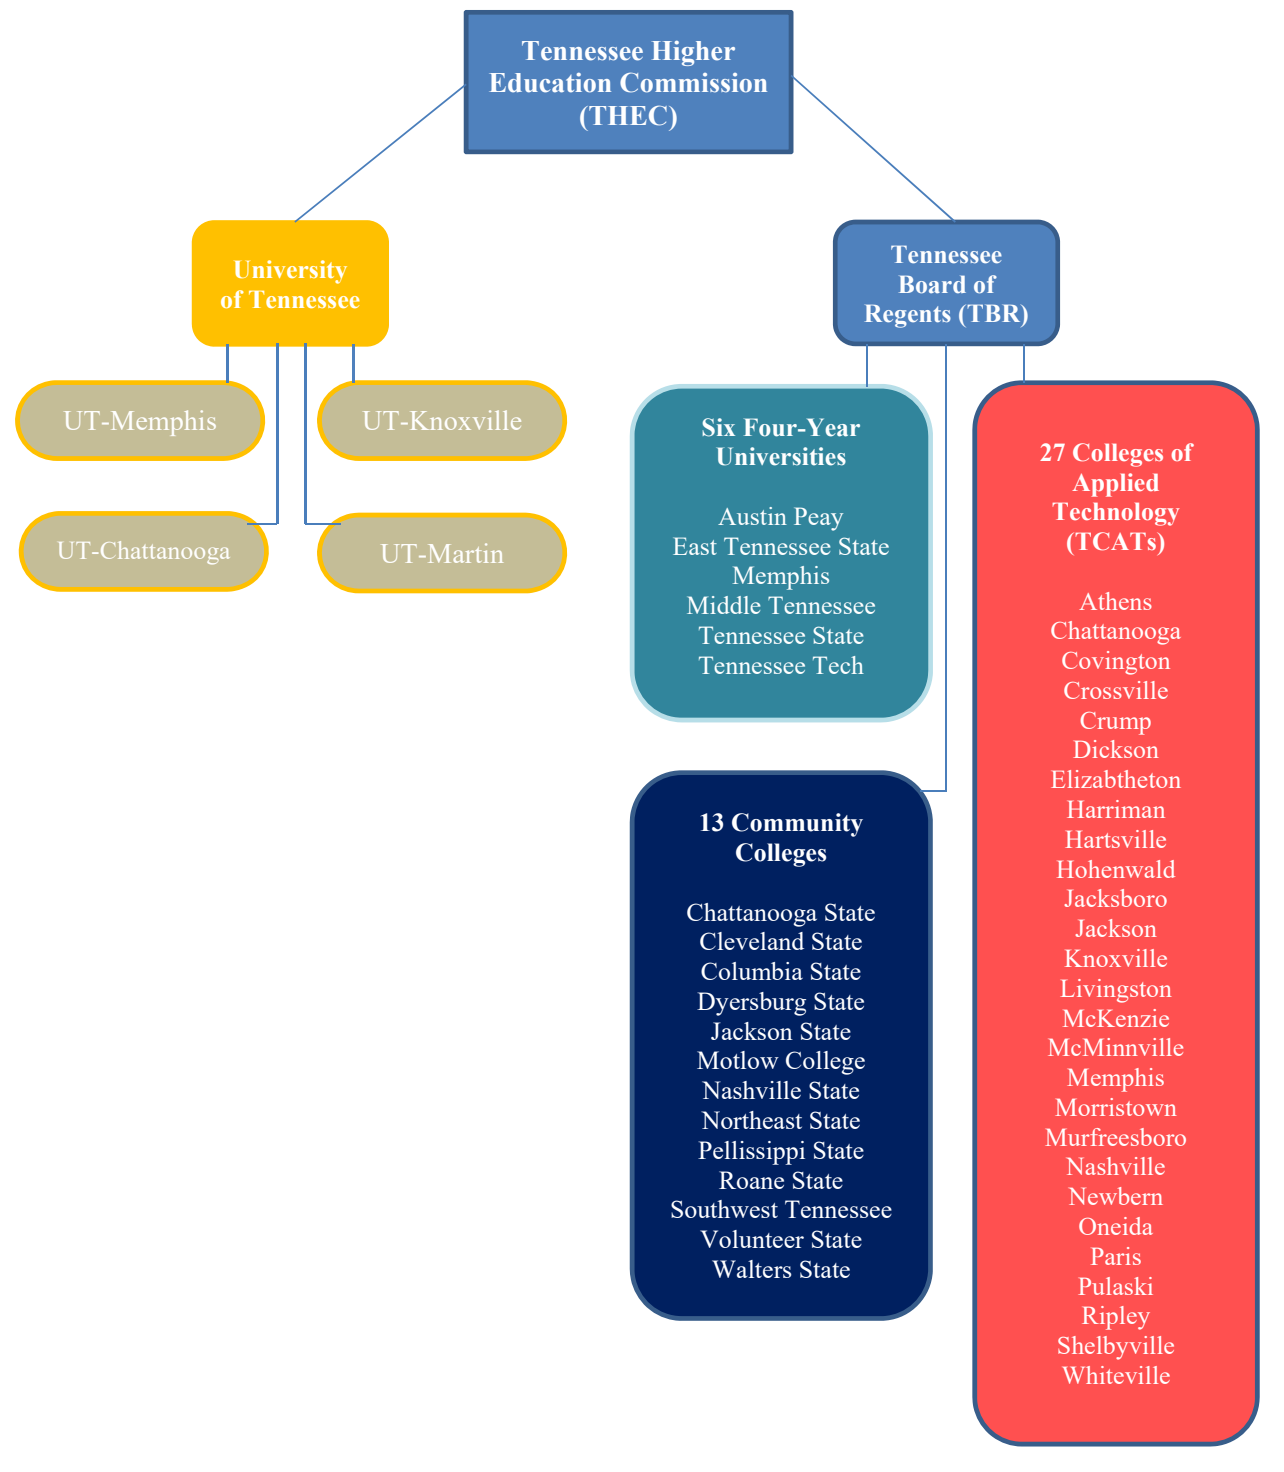 Tennessee Higher
Education Commission
(THEC)
University
of Tennessee
Tennessee
Board of
Regents (TBR)
UT-Memphis
UT-Knoxville
UT-Chattanooga
UT-Martin
Six Four-Year
Universities
Austin Peay
East Tennessee State
Memphis
Middle Tennessee
Tennessee State
Tennessee Tech
13 Community
Colleges
Chattanooga State
Cleveland State
Columbia State
Dyersburg State
Jackson State
Motlow College
Nashville State
Northeast State
Pellissippi State
Roane State
Southwest Tennessee
Volunteer State
Walters State
27 Colleges of
Applied
Technology
(TCATs)
Athens
Chattanooga
Covington
Crossville
Crump
Dickson
Elizabtheton
Harriman
Hartsville
Hohenwald
Jacksboro
Jackson
Knoxville
Livingston
McKenzie
McMinnville
Memphis
Morristown
Murfreesboro
Nashville
Newbern
Oneida
Paris
Pulaski
Ripley
Shelbyville
Whiteville